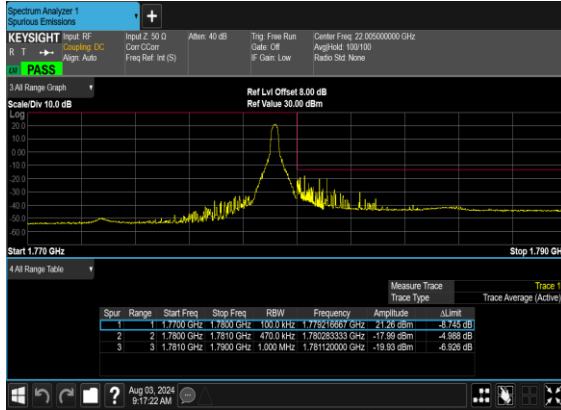 Spectrum Analyzer 1
Spurious Emissions
KEYSIGHT
R T
PASS
Input: RF
Coupling: DC
Align: Auto
Input Z: 50 Ω
Corr CCorr
Freq Ref: Int (S)
Atten: 40 dB
Trig: Free Run
Gate: Off
IF Gain: Low
Center Freq: 22.005000000 GHz
Avg|Hold: 100/100
Radio Std: None
3 All Range Graph
Scale/Div 10.0 dB
Ref Lvl Offset 8.00 dB
Ref Value 30.00 dBm
Log
20.0
10.0
0.00
-10.0
-20.0
-30.0
-40.0
-50.0
-60.0
Start 1.770 GHz
Stop 1.790 GHz
4 All Range Table
Measure Trace Trace 1
Trace Type Trace Average (Active)
Spur Range Start Freq Stop Freq RBW Frequency Amplitude ΔLimit
1 1 1.7700 GHz 1.7800 GHz 100.0 kHz 1.779216667 GHz 21.26 dBm -8.745 dB
2 2 1.7800 GHz 1.7810 GHz 470.0 kHz 1.780283333 GHz -17.99 dBm -4.988 dB
3 3 1.7810 GHz 1.7900 GHz 1.000 MHz 1.781120000 GHz -19.93 dBm -6.926 dB
?
Aug 03, 2024
9:17:22 AM